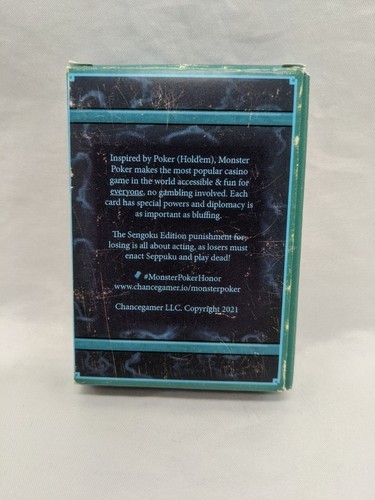 Inspired by Poker (Hold'em), Monster
Poker makes the most popular casino
game in the world accessible & fun for
everyone, no gambling involved. Each
card has special powers and diplomacy is
as important as bluffing.
The Sengoku Edition punishment for
losing is all about acting, as losers must
enact Seppuku and play dead!
#MonsterPokerHonor
www.chancegamer.io/monsterpoker
Chancegamer LLC. Copyright 2021